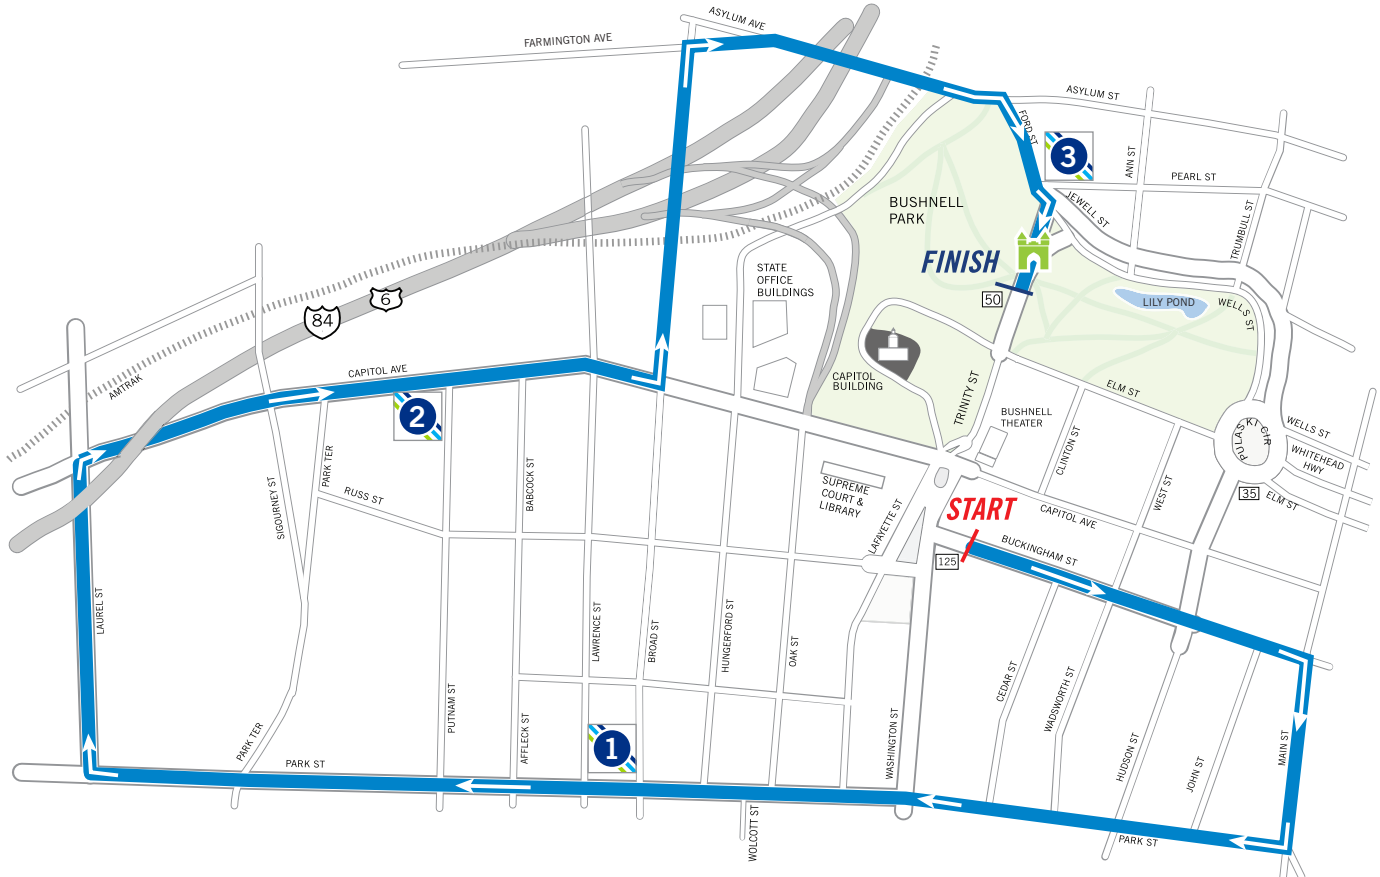 ASYLUM AVE
FARMINGTON AVE
ASYLUM ST
FORD ST
3
ANN ST
PEARL ST
JEWELL ST
TRUMBULL ST
BUSHNELL
PARK
FINISH
50
STATE
OFFICE
BUILDINGS
6
84
LILY POND
WELLS ST
AMTRAK
CAPITOL AVE
CAPITOL
BUILDING
ELM ST
TRINITY ST
BUSHNELL
THEATER
2
PULASKI CIR
WELLS ST
WHITEHEAD
HWY
PARK TER
CLINTON ST
SIGOURNEY ST
RUSS ST
BABCOCK ST
SUPREME
COURT &
LIBRARY
LAFAYETTE ST
START
CAPITOL AVE
WEST ST
35
ELM ST
125
BUCKINGHAM ST
LAUREL ST
LAWRENCE ST
BROAD ST
HUNGERFORD ST
OAK ST
CEDAR ST
WADSWORTH ST
PUTNAM ST
AFFLECK ST
1
WASHINGTON ST
HUDSON ST
JOHN ST
MAIN ST
PARK TER
PARK ST
WOLCOTT ST
PARK ST